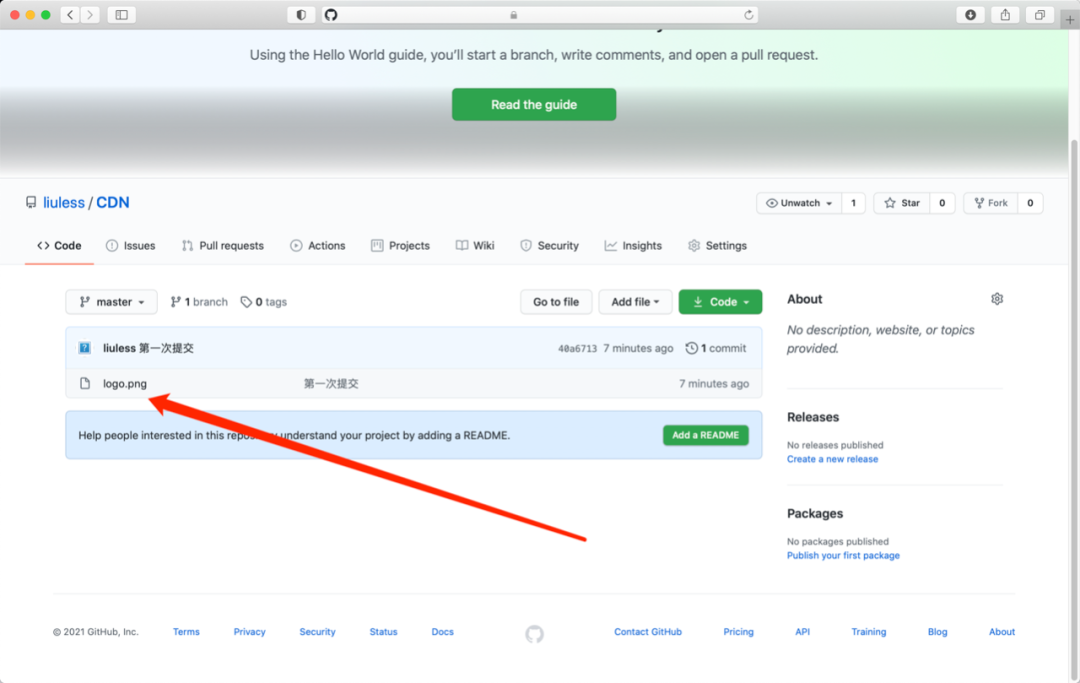 Using the Hello World guide, you'll start a branch, write comments, and open a pull request.
Read the guide
liuless / CDN
Unwatch 1 Star 0 Fork 0
Code Issues Pull requests Actions Projects Wiki Security Insights Settings
master 1 branch 0 tags Go to file Add file Code
liuless 第一次提交 40a6713 7 minutes ago 1 commit
logo.png 第一次提交 7 minutes ago
Help people interested in this repository understand your project by adding a README. Add a README
About
No description, website, or topics
provided.
Releases
No releases published
Create a new release
Packages
No packages published
Publish your first package
© 2021 GitHub, Inc. Terms Privacy Security Status Docs Contact GitHub Pricing API Training Blog About